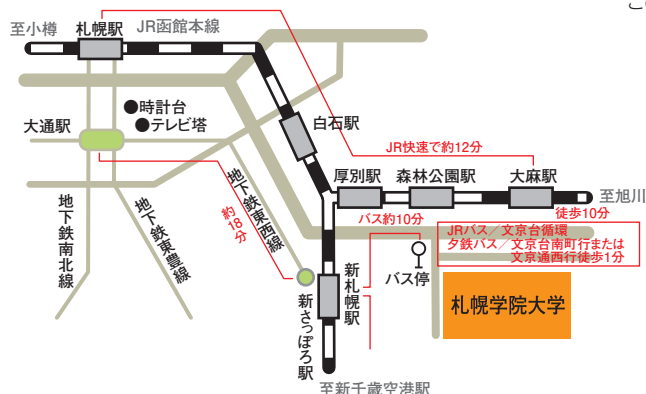 札幌駅
JR函館本線
至小樽
●時計台
●テレビ塔
大通駅
白石駅
JR快速で約12分
厚別駅
森林公園駅
大麻駅
至旭川
徒歩10分
地下鉄南北線
地下鉄東豊線
地下鉄東西線
約18分
バス約10分
JRバス/文京台循環
夕鉄バス/文京台南町行または
文京通西行徒歩1分
バス停
新札幌駅
新さっぽろ駅
札幌学院大学
至新千歳空港駅